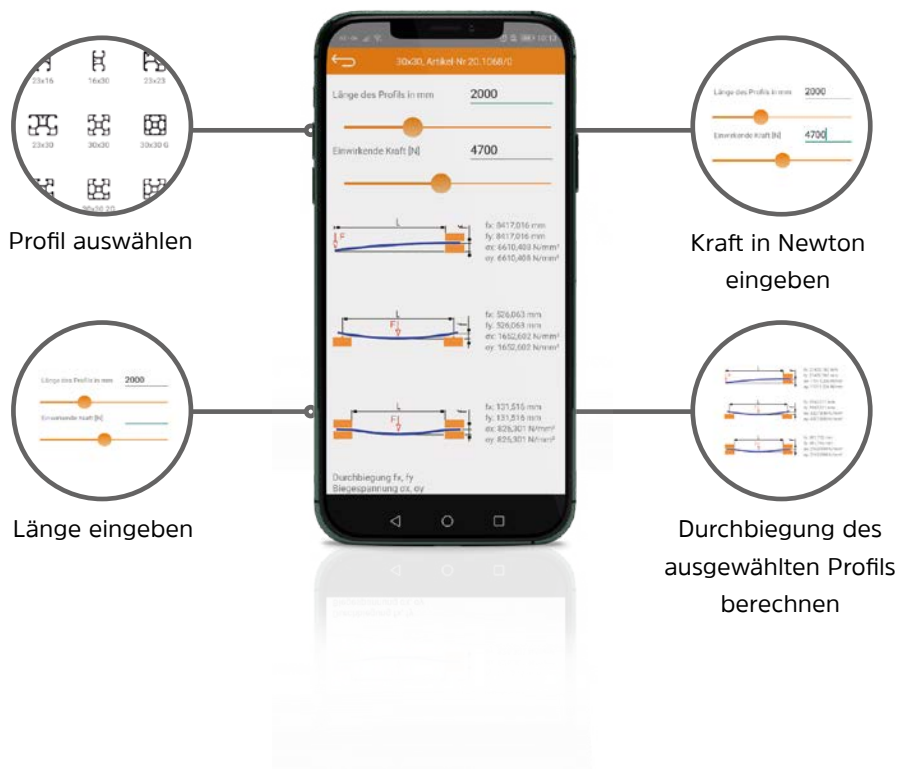 23x16
16x30
23x23
23x30
30x30
30x30 G
Profil auswählen
Länge des Profils in mm 2000
Einwirkende Kraft [N]
Länge eingeben
10:13
30x30, Artikel-Nr 20.1068/0
Länge des Profils in mm 2000
Einwirkende Kraft [N] 4700
L
F
fx: 8417,016 mm
fy: 8417,016 mm
σx: 6610,408 N/mm²
σy: 6610,408 N/mm²
L
F
fx: 526,063 mm
fy: 526,063 mm
σx: 1652,602 N/mm²
σy: 1652,602 N/mm²
L
F
fx: 131,516 mm
fy: 131,516 mm
σx: 826,301 N/mm²
σy: 826,301 N/mm²
Durchbiegung fx, fy
Biegespannung σx, σy
Länge des Profils in mm 2000
Einwirkende Kraft [N] 4700
Kraft in Newton
eingeben
Durchbiegung des
ausgewählten Profils
berechnen